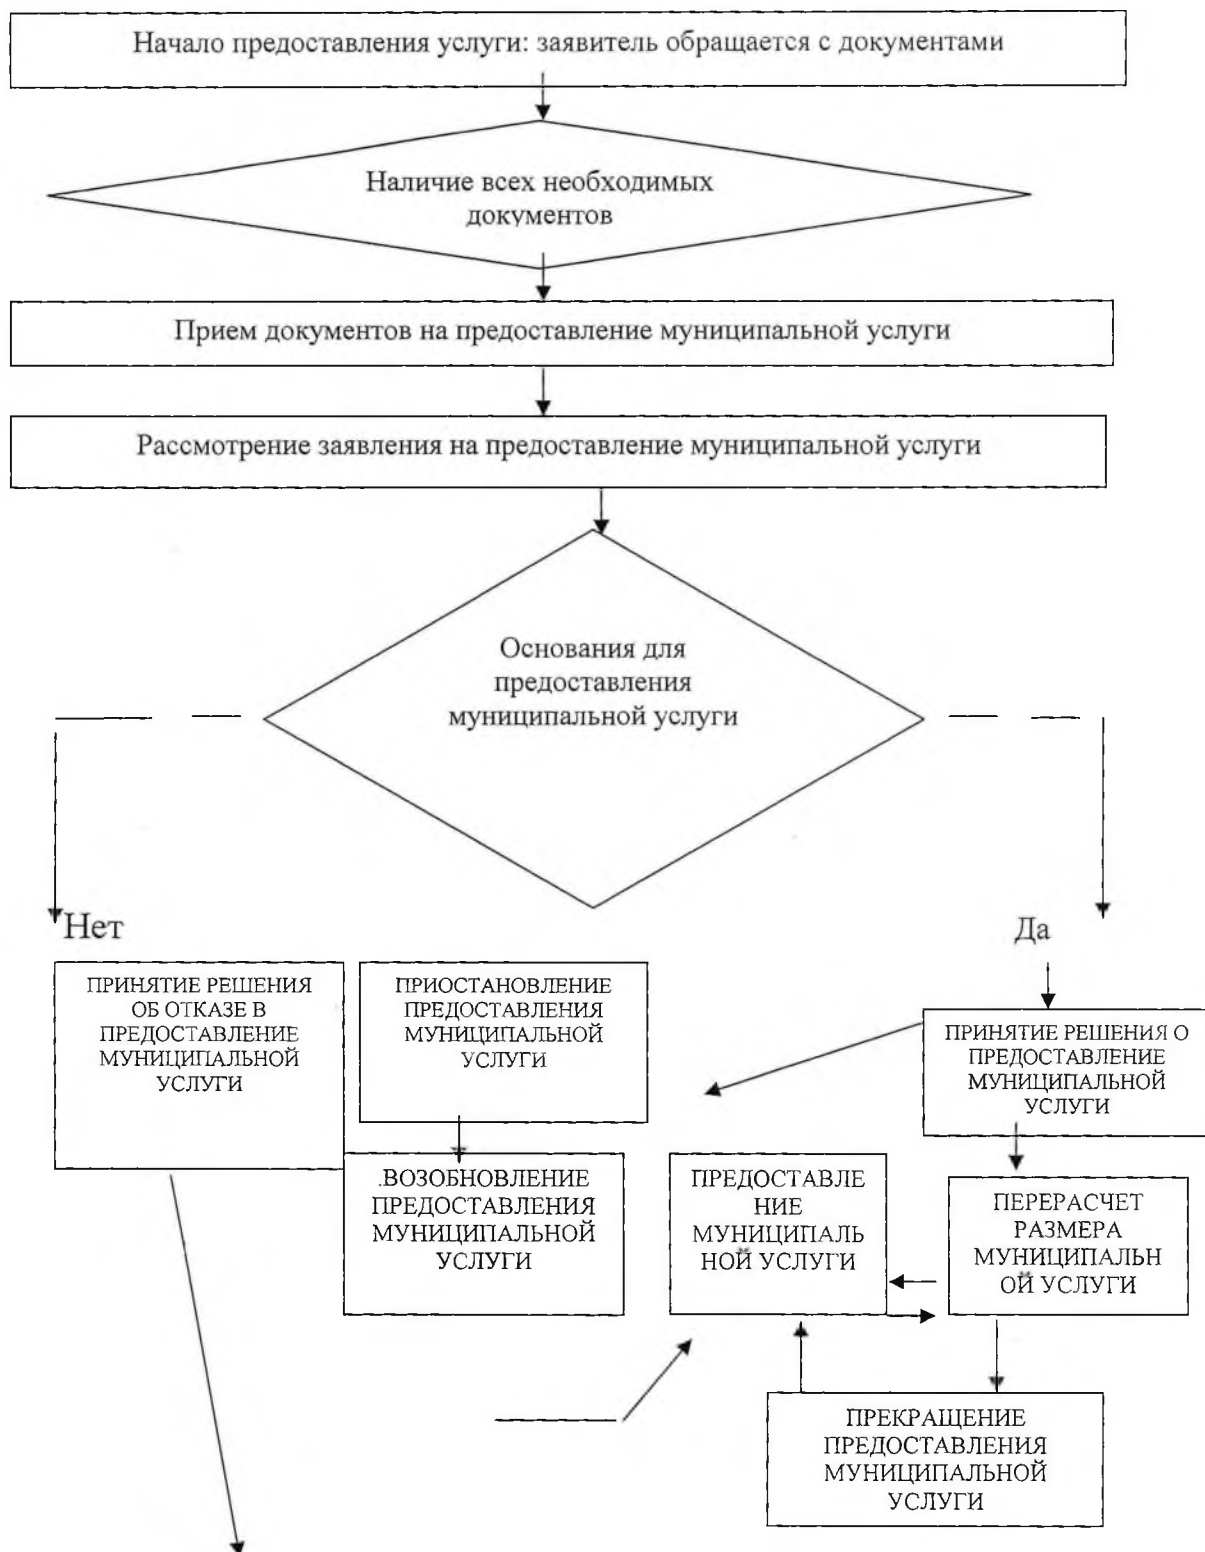 Начало предоставления услуги: заявитель обращается с документами
Наличие всех необходимых
документов
Прием документов на предоставление муниципальной услуги
Рассмотрение заявления на предоставление муниципальной услуги
Основания для
предоставления
муниципальной услуги
Нет
Да
ПРИНЯТИЕ РЕШЕНИЯ
ОБ ОТКАЗЕ В
ПРЕДОСТАВЛЕНИЕ
МУНИЦИПАЛЬНОЙ
УСЛУГИ
ПРИОСТАНОВЛЕНИЕ
ПРЕДОСТАВЛЕНИЯ
МУНИЦИПАЛЬНОЙ
УСЛУГИ
ПРИНЯТИЕ РЕШЕНИЯ О
ПРЕДОСТАВЛЕНИЕ
МУНИЦИПАЛЬНОЙ
УСЛУГИ
.ВОЗОБНОВЛЕНИЕ
ПРЕДОСТАВЛЕНИЯ
МУНИЦИПАЛЬНОЙ
УСЛУГИ
ПРЕДОСТАВЛЕ
НИЕ
МУНИЦИПАЛЬ
НОЙ УСЛУГИ
ПЕРЕРАСЧЕТ
РАЗМЕРА
МУНИЦИПАЛЬН
ОЙ УСЛУГИ
ПРЕКРАЩЕНИЕ
ПРЕДОСТАВЛЕНИЯ
МУНИЦИПАЛЬНОЙ
УСЛУГИ